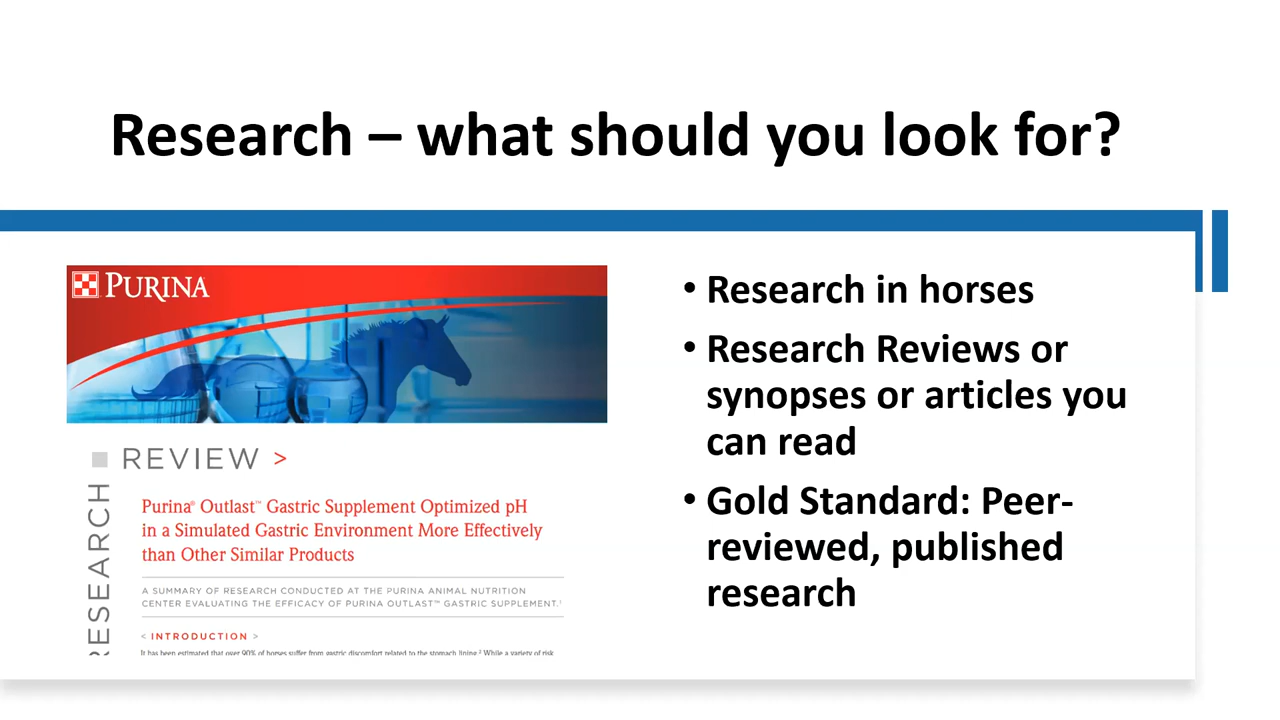 Research – what should you look for?
PURINA
REVIEW >
RESEARCH
Purina® Outlast™ Gastric Supplement Optimized pH
in a Simulated Gastric Environment More Effectively
than Other Similar Products
A SUMMARY OF RESEARCH CONDUCTED AT THE PURINA ANIMAL NUTRITION
CENTER EVALUATING THE EFFICACY OF PURINA OUTLAST™ GASTRIC SUPPLEMENT.¹
< INTRODUCTION >
It has been estimated that over 90% of horses suffer from gastric discomfort related to the stomach lining.² While a variety of risk
• Research in horses
• Research Reviews or
synopses or articles you
can read
• Gold Standard: Peer-
reviewed, published
research